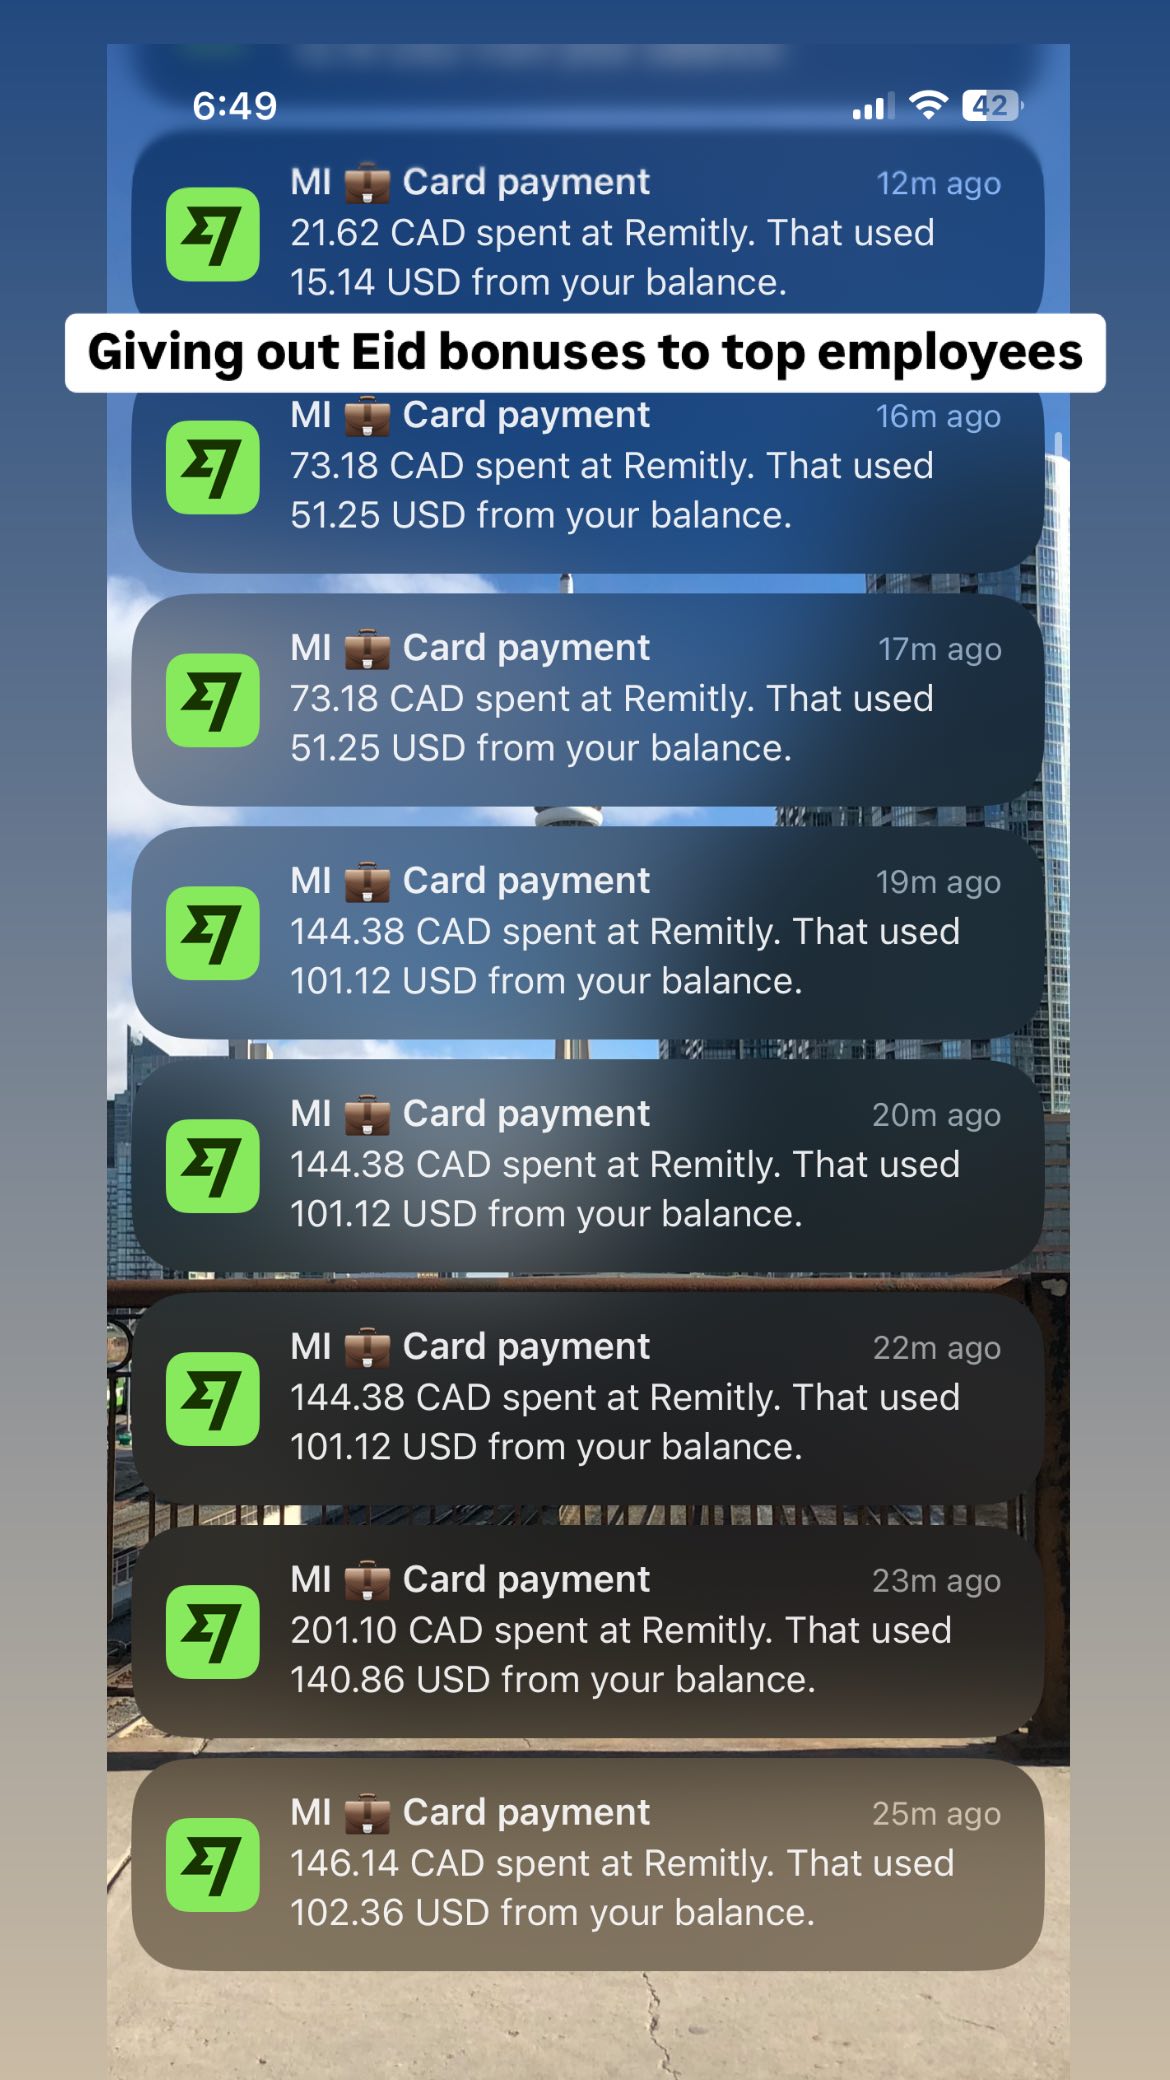 6:49
42
MI 💼 Card payment
12m ago
21.62 CAD spent at Remitly. That used
15.14 USD from your balance.
Giving out Eid bonuses to top employees
MI 💼 Card payment
16m ago
73.18 CAD spent at Remitly. That used
51.25 USD from your balance.
MI 💼 Card payment
17m ago
73.18 CAD spent at Remitly. That used
51.25 USD from your balance.
MI 💼 Card payment
19m ago
144.38 CAD spent at Remitly. That used
101.12 USD from your balance.
MI 💼 Card payment
20m ago
144.38 CAD spent at Remitly. That used
101.12 USD from your balance.
MI 💼 Card payment
22m ago
144.38 CAD spent at Remitly. That used
101.12 USD from your balance.
MI 💼 Card payment
23m ago
201.10 CAD spent at Remitly. That used
140.86 USD from your balance.
MI 💼 Card payment
25m ago
146.14 CAD spent at Remitly. That used
102.36 USD from your balance.